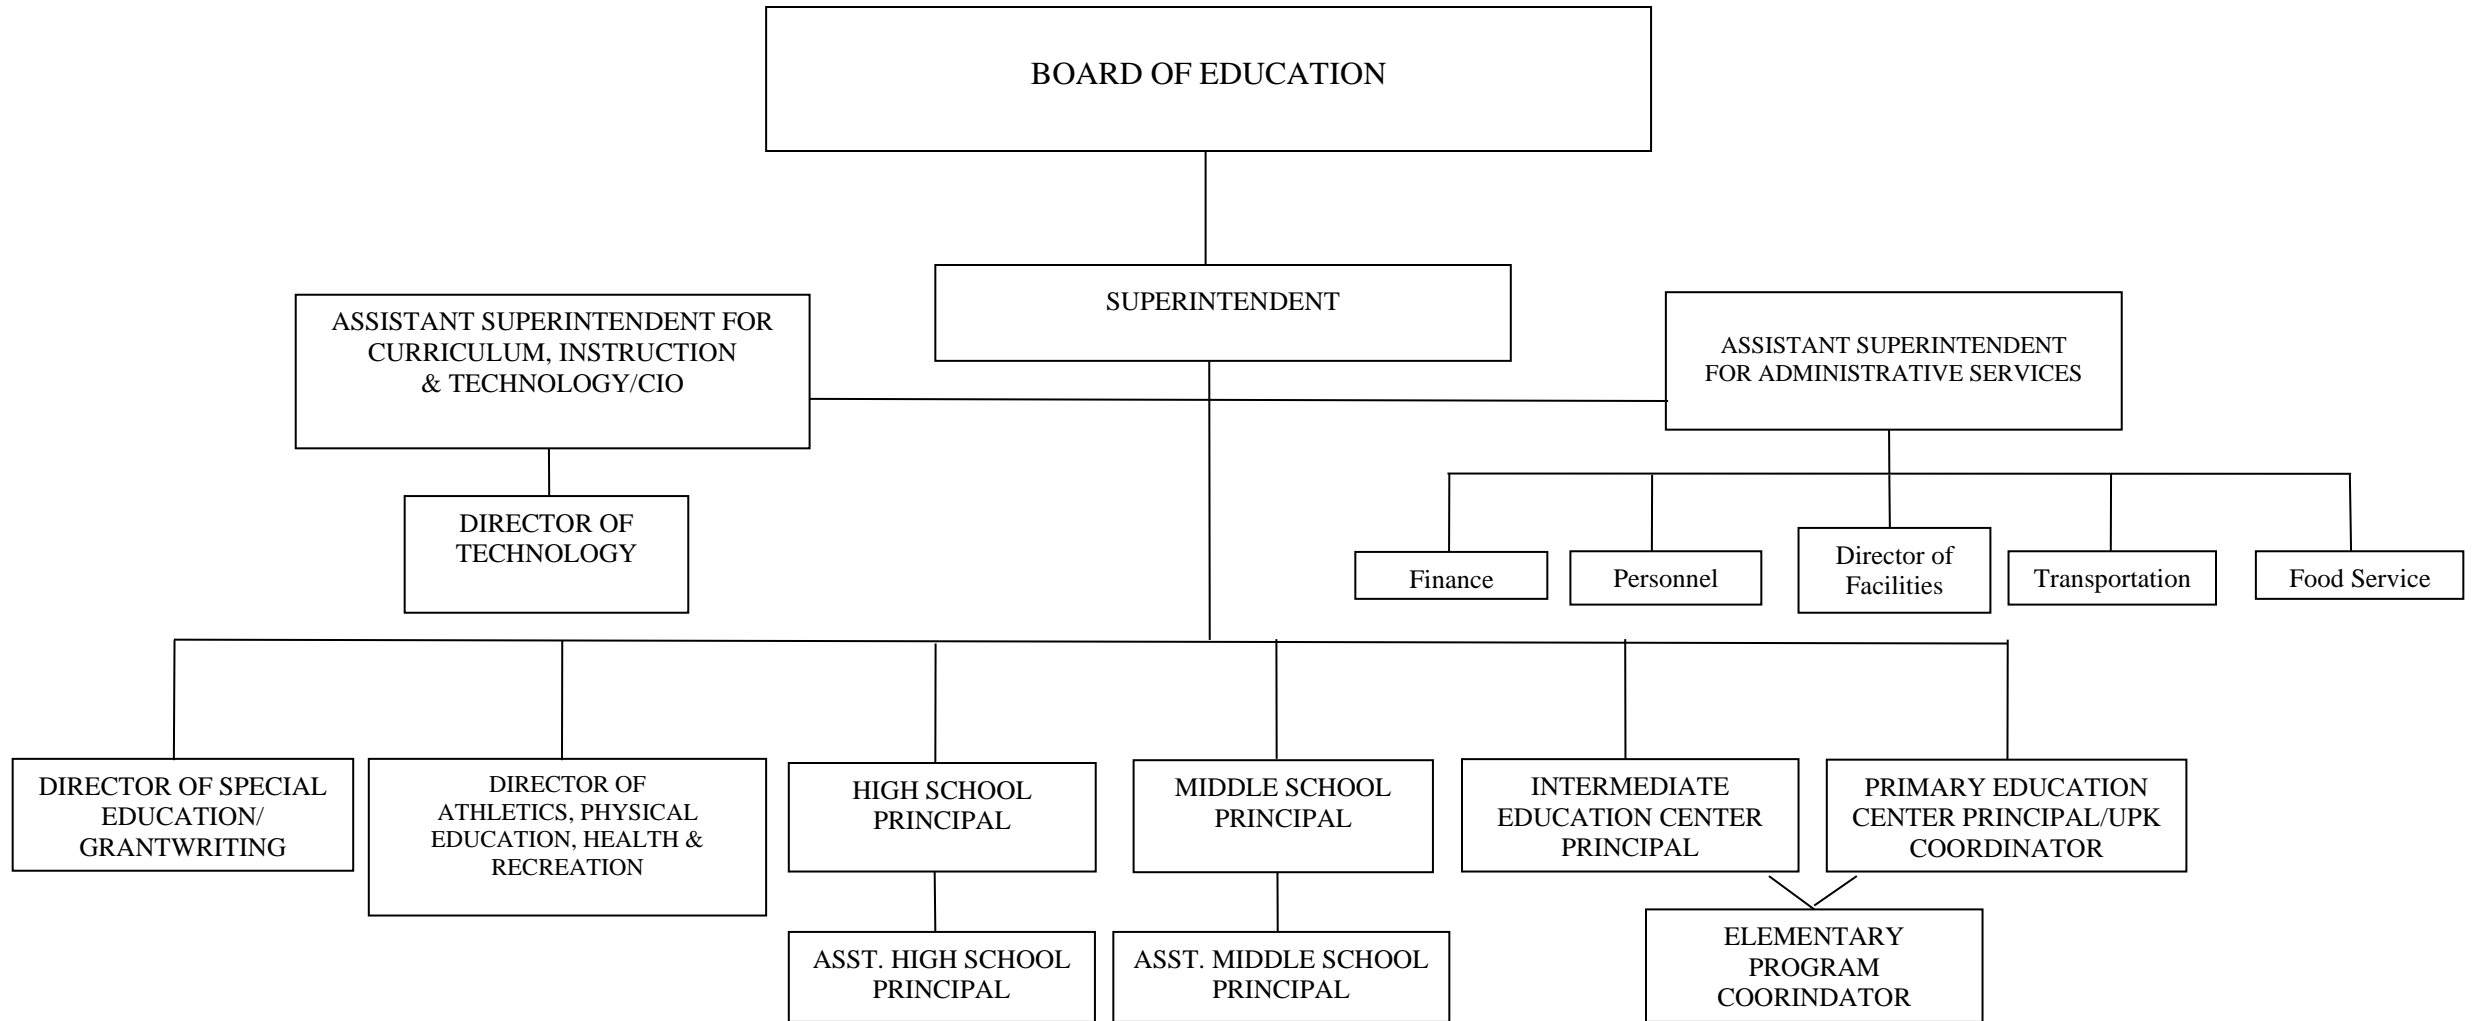 BOARD OF EDUCATION
SUPERINTENDENT
ASSISTANT SUPERINTENDENT FOR
CURRICULUM, INSTRUCTION
& TECHNOLOGY/CIO
ASSISTANT SUPERINTENDENT
FOR ADMINISTRATIVE SERVICES
DIRECTOR OF
TECHNOLOGY
Finance
Personnel
Director of
Facilities
Transportation
Food Service
DIRECTOR OF SPECIAL
EDUCATION/
GRANTWRITING
DIRECTOR OF
ATHLETICS, PHYSICAL
EDUCATION, HEALTH &
RECREATION
HIGH SCHOOL
PRINCIPAL
MIDDLE SCHOOL
PRINCIPAL
INTERMEDIATE
EDUCATION CENTER
PRINCIPAL
PRIMARY EDUCATION
CENTER PRINCIPAL/UPK
COORDINATOR
ASST. HIGH SCHOOL
PRINCIPAL
ASST. MIDDLE SCHOOL
PRINCIPAL
ELEMENTARY
PROGRAM
COORINDATOR